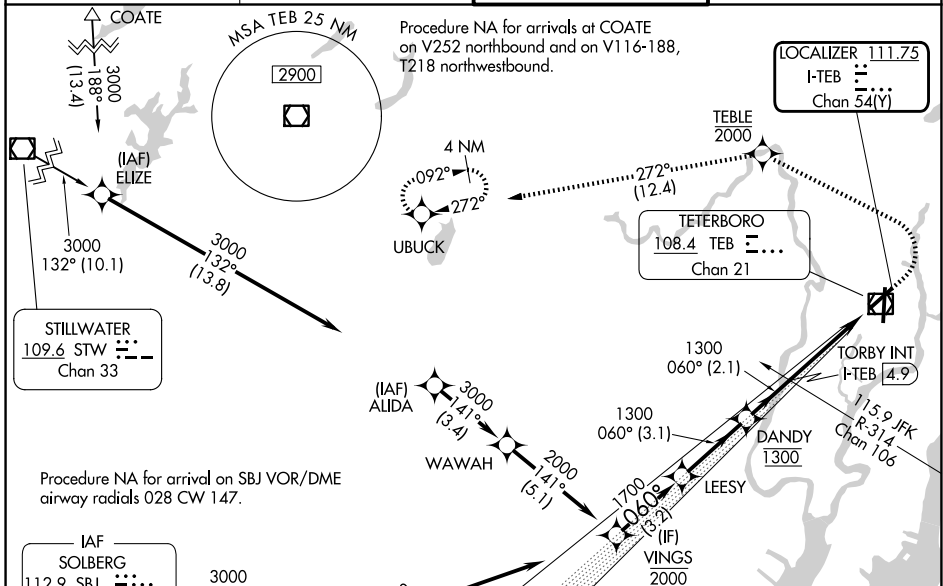 COATE
3000
188°
(13.4)
MSA TEB 25 NM
2900
Procedure NA for arrivals at COATE
on V252 northbound and on V116-188,
T218 northwestbound.
LOCALIZER 111.75
I-TEB
Chan 54(Y)
TEBLE
2000
(IAF)
ELIZE
4 NM
092°
272°
UBUCK
272°
(12.4)
3000
132° (10.1)
3000
132°
(13.8)
TETERBORO
108.4 TEB
Chan 21
STILLWATER
109.6 STW
Chan 33
1300
060° (2.1)
TORBY INT
I-TEB 4.9
(IAF)
ALIDA
3000
141°
(3.4)
1300
060° (3.1)
115.9 JFK
R-314
Chan 106
DANDY
1300
WAWAH
2000
141°
(5.1)
LEESY
Procedure NA for arrival on SBJ VOR/DME
airway radials 028 CW 147.
1700
060°
(3.2)
(IF)
VINGS
2000
IAF
SOLBERG
112.9 SBJ
3000